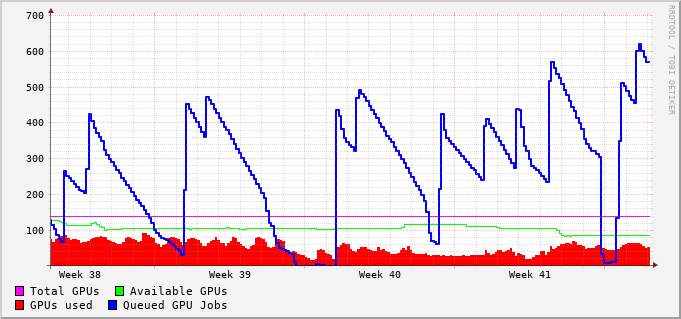 700
600
500
400
300
200
100
Week 38 Week 39 Week 40 Week 41
Total GPUs Available GPUs
GPUs used Queued GPU Jobs
RRDTOOL / TOBI OETIKER